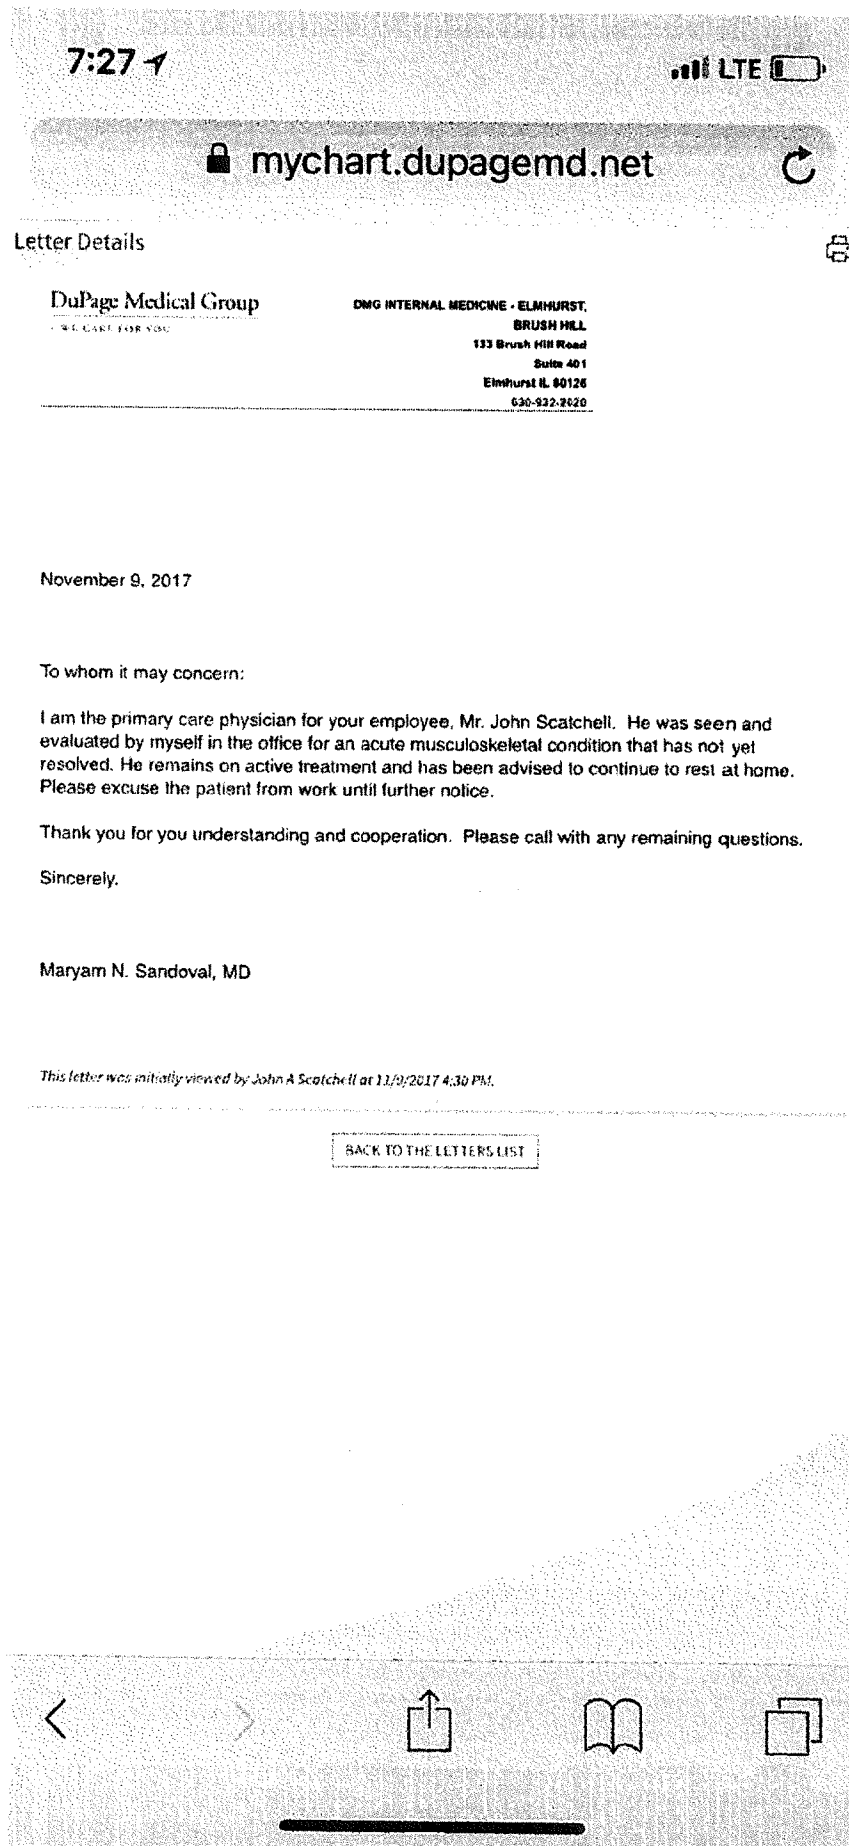 7:27
LTE
mychart.dupagemd.net
Letter Details
DuPage Medical Group
WE CARE FOR YOU
DMG INTERNAL MEDICINE - ELMHURST,
BRUSH HILL
133 Brush Hill Road
Suite 401
Elmhurst IL 60126
630-932-2020
November 9, 2017
To whom it may concern:
I am the primary care physician for your employee, Mr. John Scatchell. He was seen and
evaluated by myself in the office for an acute musculoskeletal condition that has not yet
resolved. He remains on active treatment and has been advised to continue to rest at home.
Please excuse the patient from work until further notice.
Thank you for you understanding and cooperation. Please call with any remaining questions.
Sincerely,
Maryam N. Sandoval, MD
This letter was initially viewed by John A Scatchell at 11/9/2017 4:30 PM.
BACK TO THE LETTERS LIST